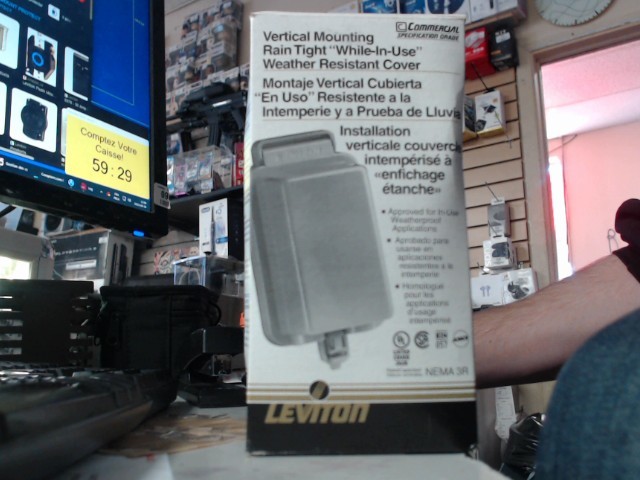 Vertical Mounting
Rain Tight "While-In-Use"
Weather Resistant Cover
COMMERCIAL
SPECIFICATION GRADE
Montaje Vertical Cubierta
"En Uso" Resistente a la
Intemperie y a Prueba de Lluvia
Installation
verticale couverc
intempérisé à
«enfichage
étanche»
Approved for In-Use
Weatherproof
Applications
Aprobado para
usarse en
aplicaciones
resistentes a la
intemperie
Homologué
pour les
applications
d'usage
intempérisé
NEMA 3R
LEVITON
Comptez Votre
Caisse!
59:29